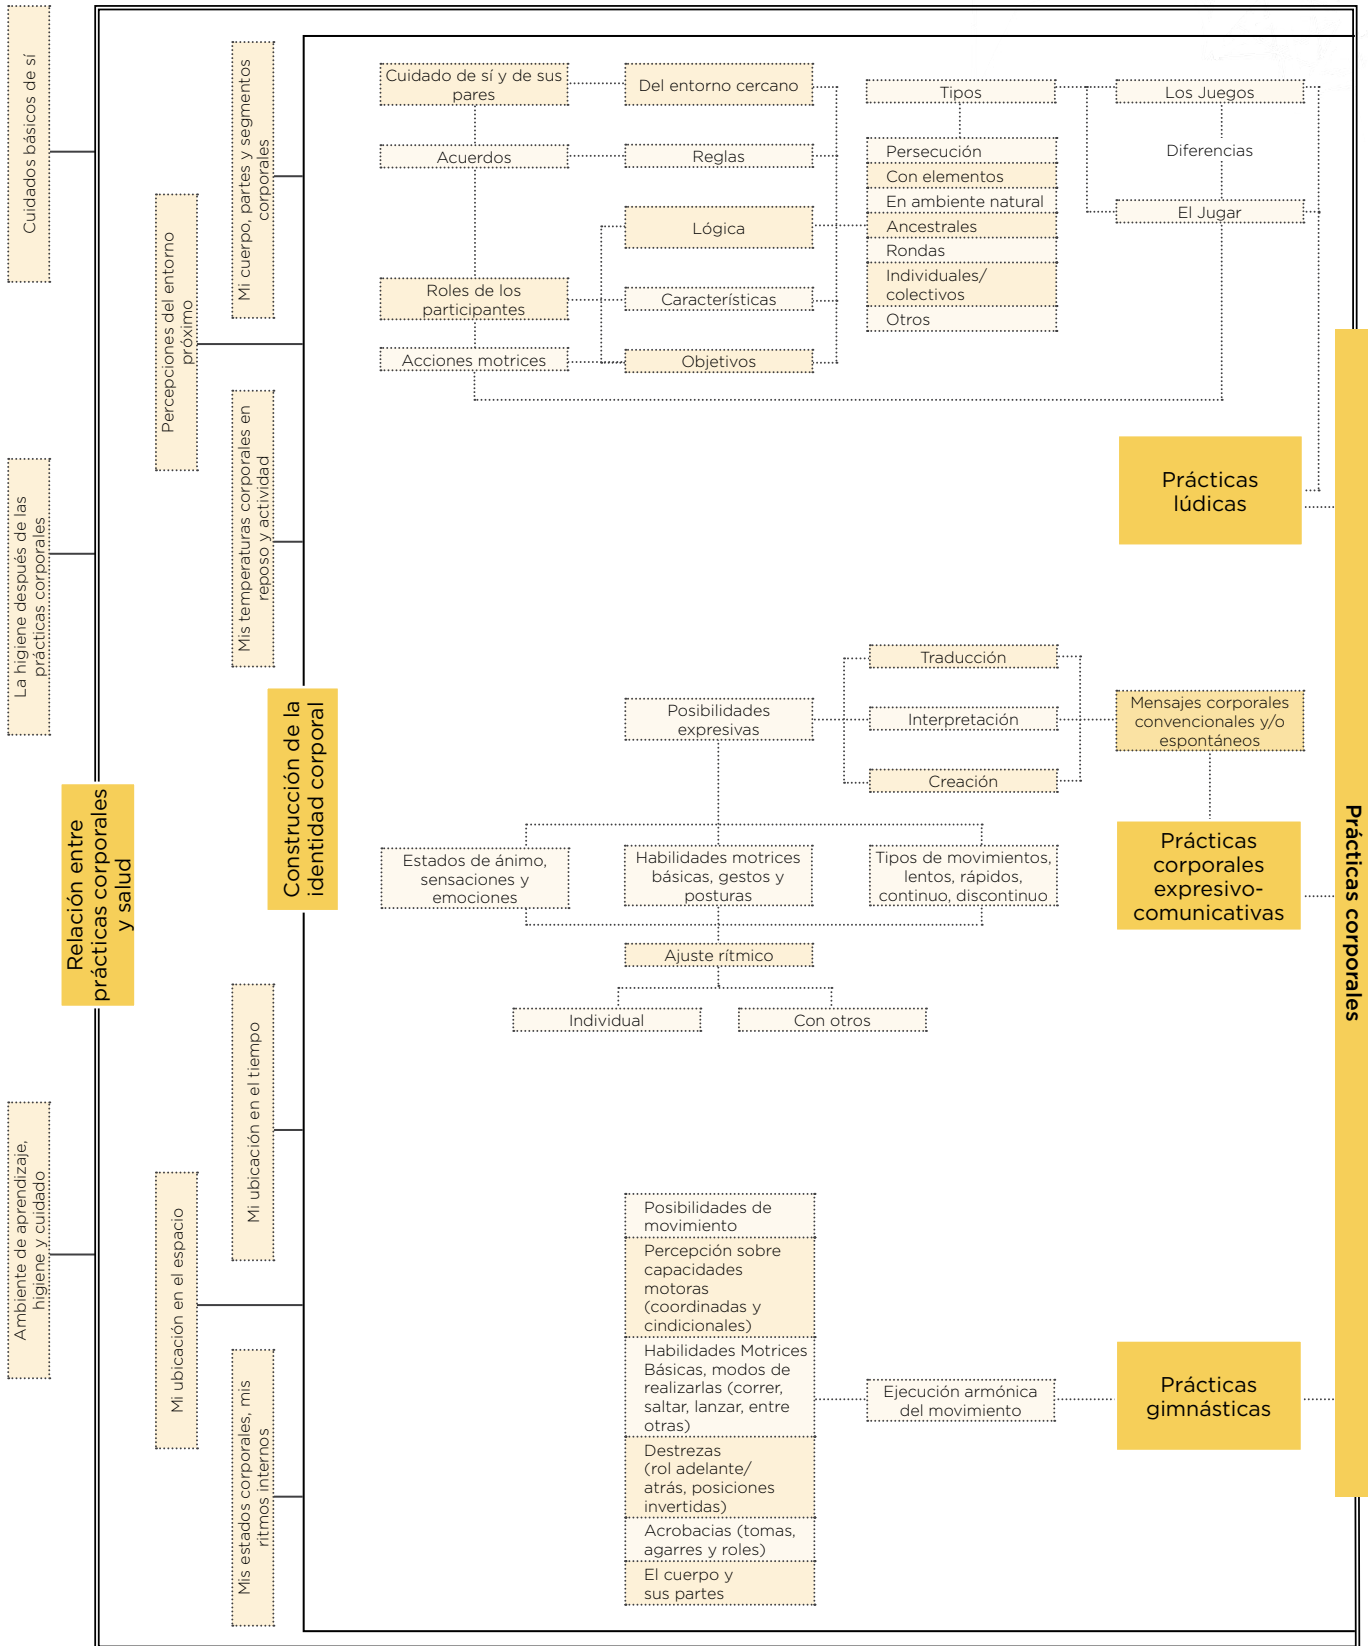 Cuidados básicos de sí
La higiene después de las
prácticas corporales
Ambiente de aprendizaje,
higiene y cuidado
Relación entre
prácticas corporales
y salud
Percepciones del entorno
próximo
Mi ubicación en el espacio
Mi cuerpo, partes y segmentos
corporales
Mis temperaturas corporales en
reposo y actividad
Mi ubicación en el tiempo
Mis estados corporales, mis
ritmos internos
Construcción de la
identidad corporal
Cuidado de sí y de sus
pares
Del entorno cercano
Acuerdos
Reglas
Lógica
Roles de los
participantes
Característícas
Acciones motrices
Objetivos
Tipos
Persecución
Con elementos
En ambiente natural
Ancestrales
Rondas
Individuales/
colectivos
Otros
Los Juegos
Diferencias
El Jugar
Prácticas
lúdicas
Posibilidades
expresivas
Traducción
Interpretación
Creación
Mensajes corporales
convencionales y/o
espontáneos
Estados de ánimo,
sensaciones y
emociones
Habilidades motrices
básicas, gestos y
posturas
Tipos de movimientos,
lentos, rápidos,
continuo, discontinuo
Prácticas
corporales
expresivo-
comunicativas
Ajuste rítmico
Individual
Con otros
Posibilidades de
movimiento
Percepción sobre
capacidades
motoras
(coordinadas y
cindicionales)
Habilidades Motrices
Básicas, modos de
realizarlas (correr,
saltar, lanzar, entre
otras)
Destrezas
(rol adelante/
atrás, posiciones
invertidas)
Acrobacias (tomas,
agarres y roles)
El cuerpo y
sus partes
Ejecución armónica
del movimiento
Prácticas
gimnásticas
Prácticas corporales